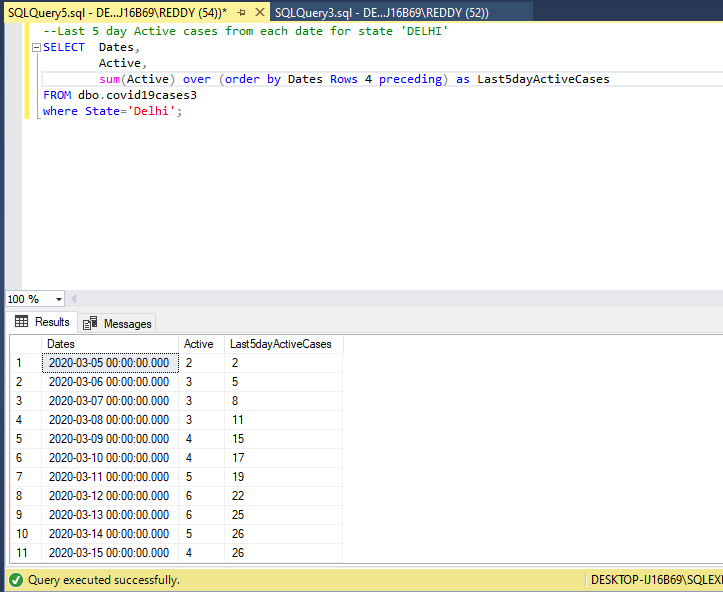 SQLQuery5.sql - DE...J16B69\REDDY (54))* SQLQuery3.sql - DE...J16B69\REDDY (52))
--Last 5 day Active cases from each date for state 'DELHI'
SELECT Dates,
Active,
sum(Active) over (order by Dates Rows 4 preceding) as Last5dayActiveCases
FROM dbo.covid19cases3
where State='Delhi';
100 %
Results Messages
Dates Active Last5dayActiveCases
1 2020-03-05 00:00:00.000 2 2
2 2020-03-06 00:00:00.000 3 5
3 2020-03-07 00:00:00.000 3 8
4 2020-03-08 00:00:00.000 3 11
5 2020-03-09 00:00:00.000 4 15
6 2020-03-10 00:00:00.000 4 17
7 2020-03-11 00:00:00.000 5 19
8 2020-03-12 00:00:00.000 6 22
9 2020-03-13 00:00:00.000 6 25
10 2020-03-14 00:00:00.000 5 26
11 2020-03-15 00:00:00.000 4 26
Query executed successfully. DESKTOP-IJ16B69\SQLEX